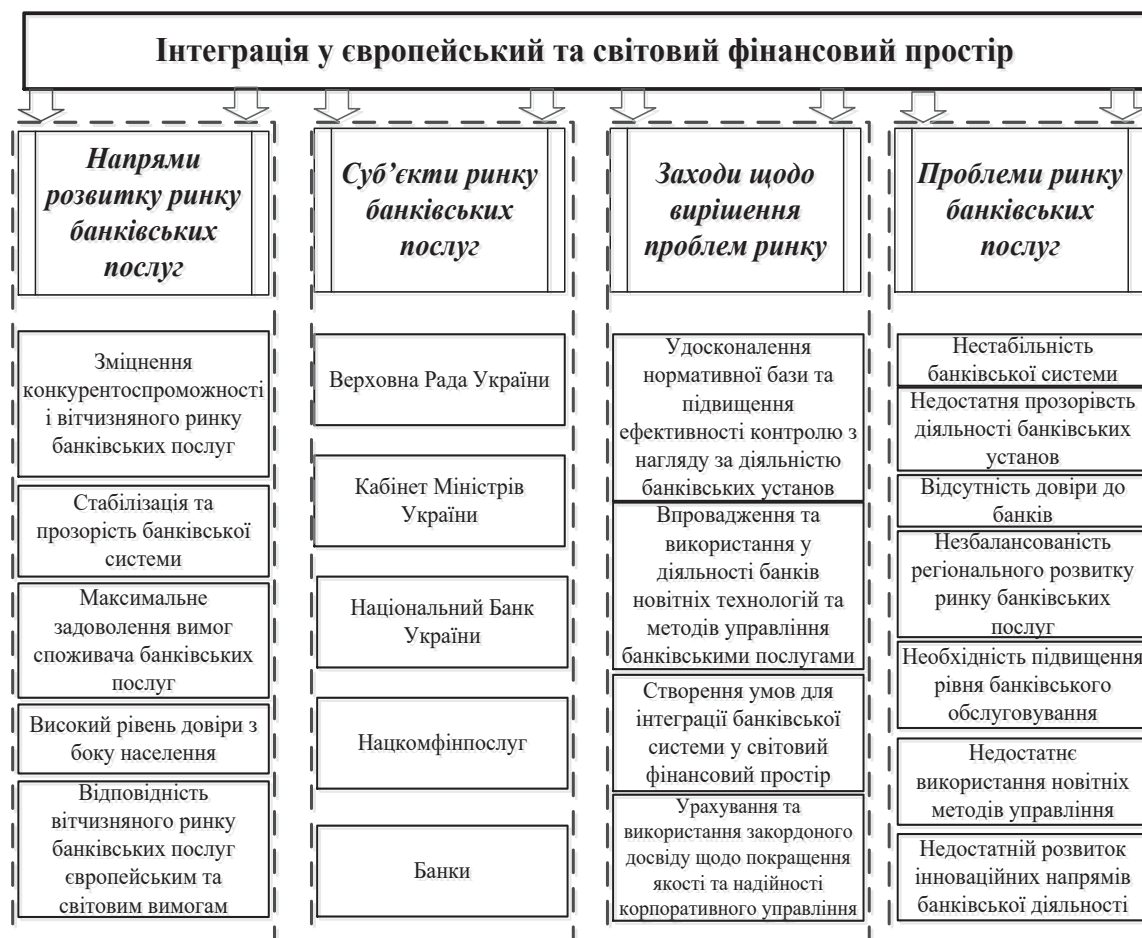 Інтеграція у європейський та світовий фінансовий простір
Напрями
розвитку ринку
банківських
послуг
Зміцнення
конкурентоспроможності
і вітчизняного ринку
банківських послуг
Стабілізація та
прозорість банківської
системи
Максимальне
задоволення вимог
споживача банківських
послуг
Високий рівень довіри з
боку населення
Відповідність
вітчизняного ринку
банківських послуг
європейським та
світовим вимогам
Суб’єкти ринку
банківських
послуг
Верховна Рада України
Кабінет Міністрів
України
Національний Банк
України
Нацкомфінпослуг
Банки
Заходи щодо
вирішення
проблем ринку
Удосконалення
нормативної бази та
підвищення
ефективності контролю з
нагляду за діяльністю
банківських установ
Впровадження та
використання у
діяльності банків
новітніх технологій та
методів управління
банківськими послугами
Створення умов для
інтеграції банківської
системи у світовий
фінансовий простір
Урахування та
використання закордоного
досвіду щодо покращення
якості та надійності
корпоративного управління
Проблеми ринку
банківських
послуг
Нестабільність
банківської системи
Недостатня прозорівсть
діяльності банківських
установ
Відсутність довіри до
банків
Незбалансованість
регіонального розвитку
ринку банківських
послуг
Необхідність підвищення
рівня банківського
обслуговування
Недостатнє
використання новітніх
методів управління
Недостатній розвиток
інноваційних напрямів
банківської діяльності